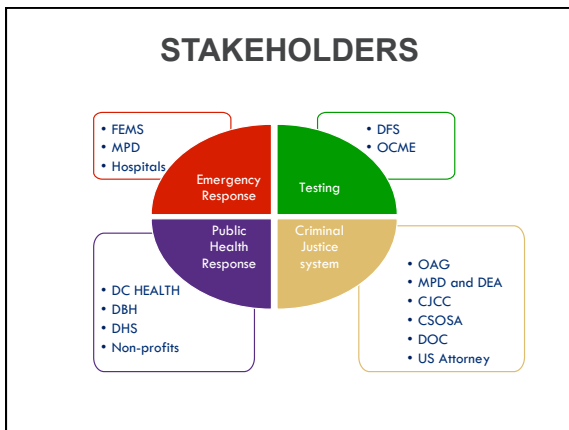 STAKEHOLDERS
• FEMS
• MPD
• Hospitals
Emergency
Response
• DFS
• OCME
Testing
Public
Health
Response
• DC HEALTH
• DBH
• DHS
• Non-profits
Criminal
Justice
system
• OAG
• MPD and DEA
• CJCC
• CSOSA
• DOC
• US Attorney